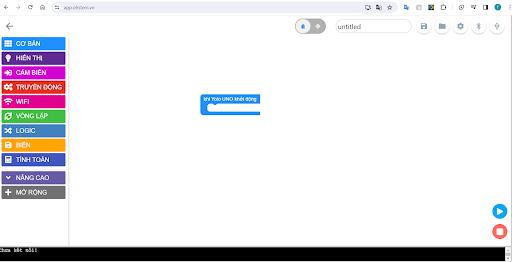 app.ohstem.vn
untitled
CƠ BẢN
HIỂN THỊ
CẢM BIẾN
TRUYỀN ĐỘNG
WIFI
VÒNG LẶP
LOGIC
BIẾN
TÍNH TOÁN
NÂNG CAO
MỞ RỘNG
khi Yolo UNO khởi động
Chưa kết nối!